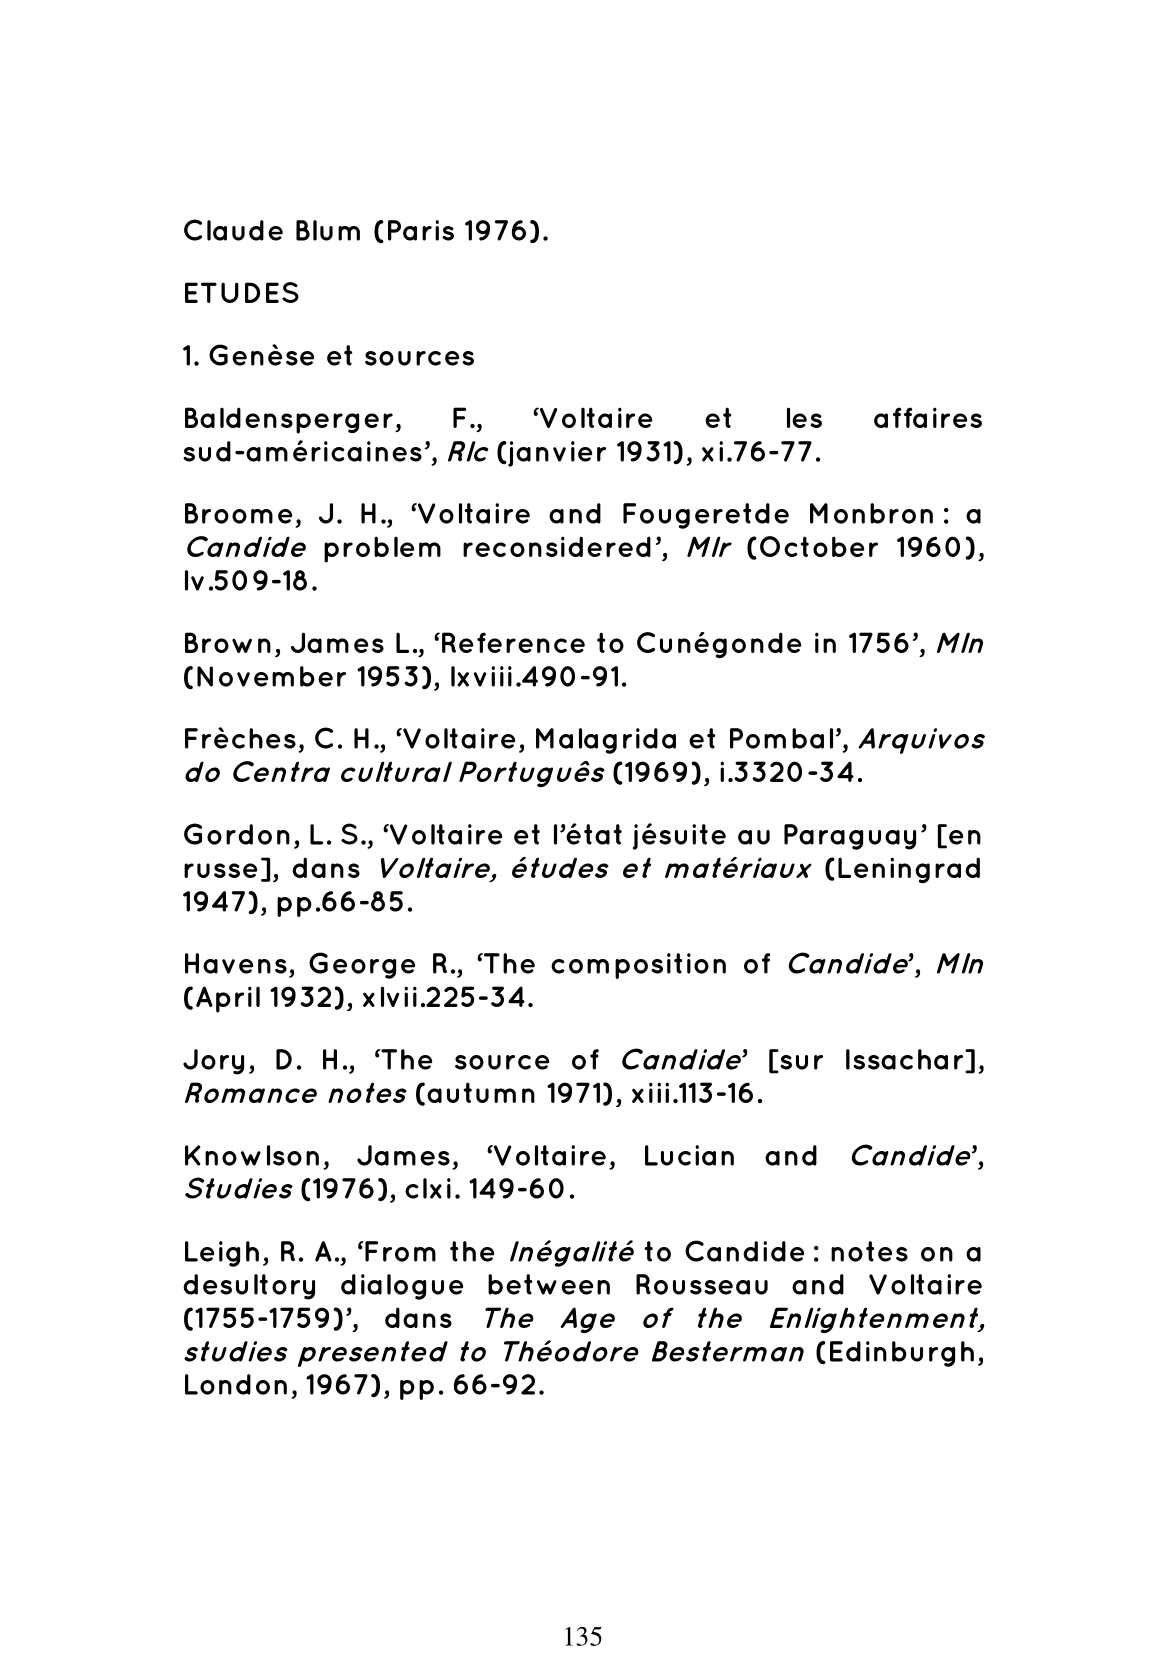 Claude Blum (Paris 1976).
ETUDES
1. Genèse et sources
Baldensperger, F., ‘Voltaire et les affaires
sud-américaines’, Rlc (janvier 1931), xi.76-77.
Broome, J. H., ‘Voltaire and Fougeretde Monbron : a
Candide problem reconsidered’, Mlr (October 1960),
lv.509-18.
Brown, James L., ‘Reference to Cunégonde in 1756’, Mln
(November 1953), lxviii.490-91.
Frèches, C. H., ‘Voltaire, Malagrida et Pombal’, Arquivos
do Centra cultural Português (1969), i.3320-34.
Gordon, L. S., ‘Voltaire et l’état jésuite au Paraguay’ [en
russe], dans Voltaire, études et matériaux (Leningrad
1947), pp.66-85.
Havens, George R., ‘The composition of Candide’, Mln
(April 1932), xlvii.225-34.
Jory, D. H., ‘The source of Candide’ [sur Issachar],
Romance notes (autumn 1971), xiii.113-16.
Knowlson, James, ‘Voltaire, Lucian and Candide’,
Studies (1976), clxi. 149-60.
Leigh, R. A., ‘From the Inégalité to Candide : notes on a
desultory dialogue between Rousseau and Voltaire
(1755-1759)’, dans The Age of the Enlightenment,
studies presented to Théodore Besterman (Edinburgh,
London, 1967), pp. 66-92.
135